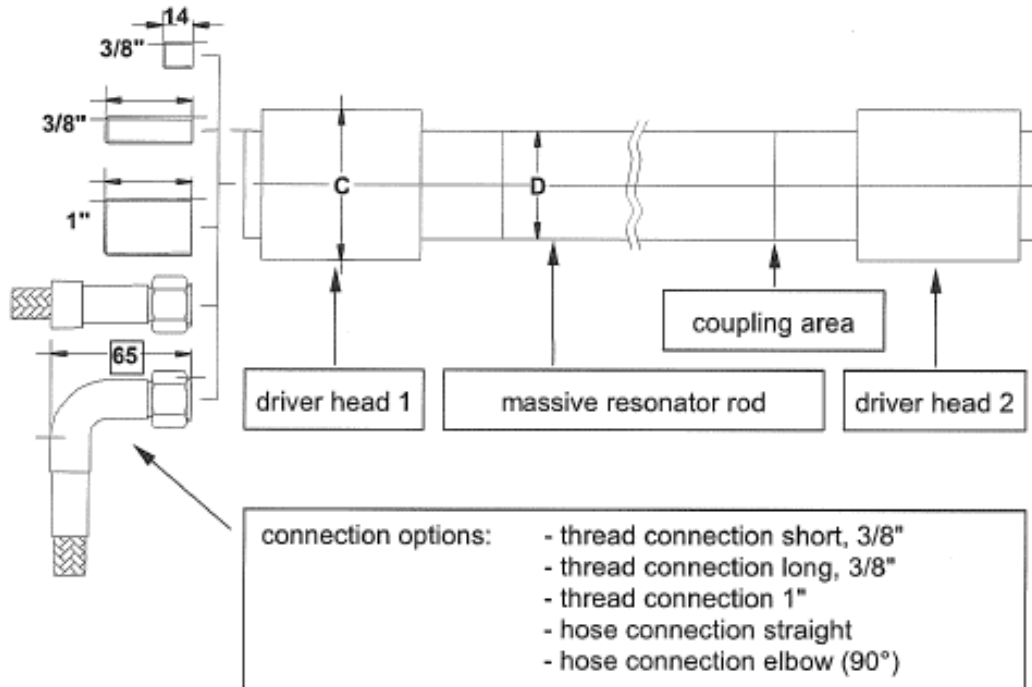 14
3/8"
3/8"
1"
C
D
65
coupling area
driver head 1
massive resonator rod
driver head 2
connection options:
- thread connection short, 3/8"
- thread connection long, 3/8"
- thread connection 1"
- hose connection straight
- hose connection elbow (90°)